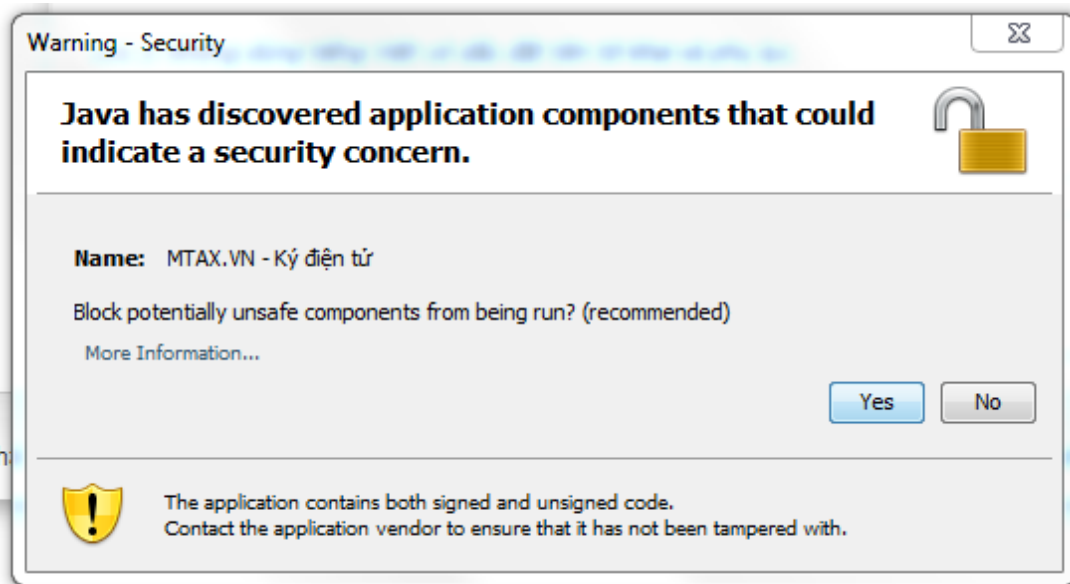 Warning - Security
Java has discovered application components that could
indicate a security concern.
Name: MTAX.VN - Ký điện tử
Block potentially unsafe components from being run? (recommended)
More Information...
Yes No
The application contains both signed and unsigned code.
Contact the application vendor to ensure that it has not been tampered with.